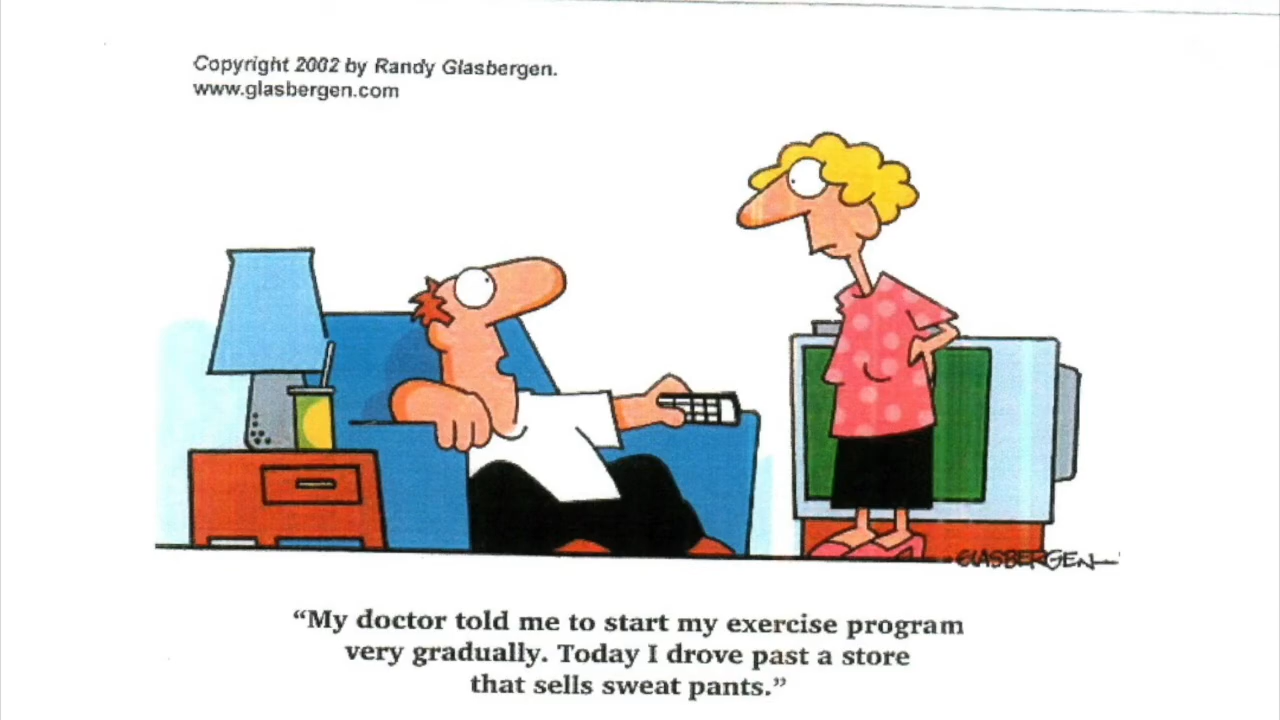 Copyright 2002 by Randy Glasbergen.
www.glasbergen.com
GLASBERGEN
“My doctor told me to start my exercise program
very gradually. Today I drove past a store
that sells sweat pants.”